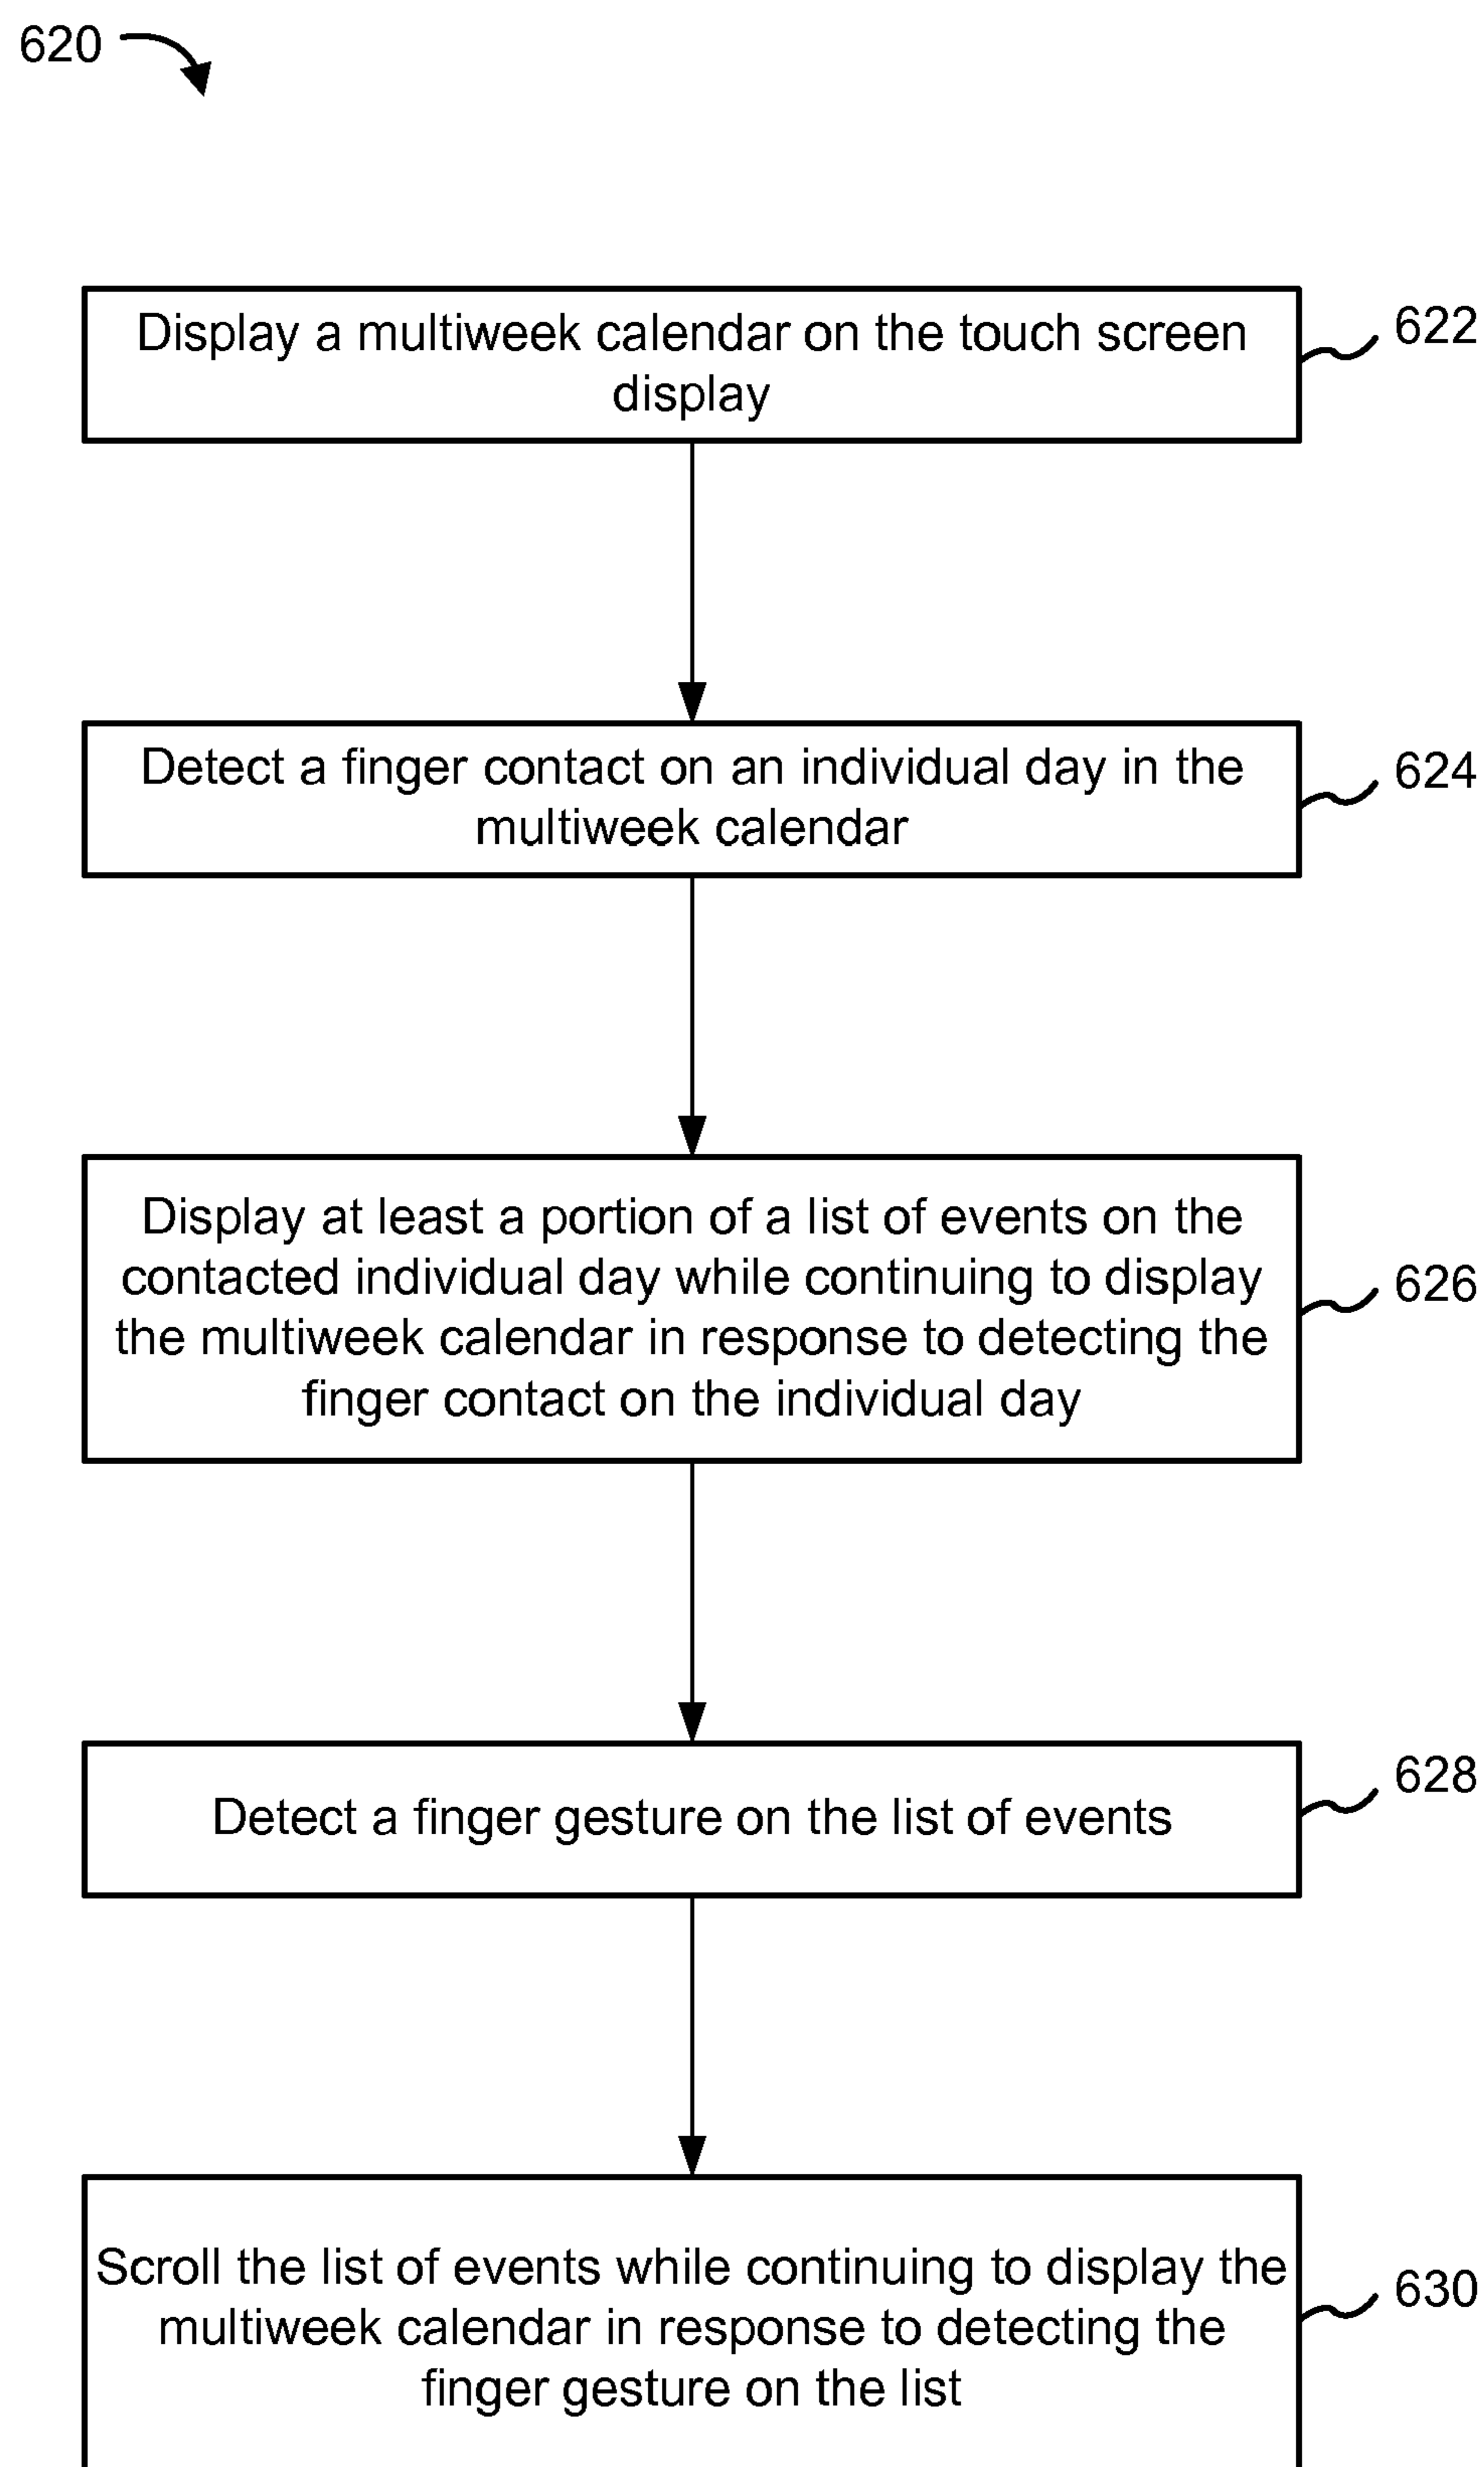 620
Display a multiweek calendar on the touch screen
display
622
Detect a finger contact on an individual day in the
multiweek calendar
624
Display at least a portion of a list of events on the
contacted individual day while continuing to display
the multiweek calendar in response to detecting the
finger contact on the individual day
626
Detect a finger gesture on the list of events
628
Scroll the list of events while continuing to display the
multiweek calendar in response to detecting the
finger gesture on the list
630